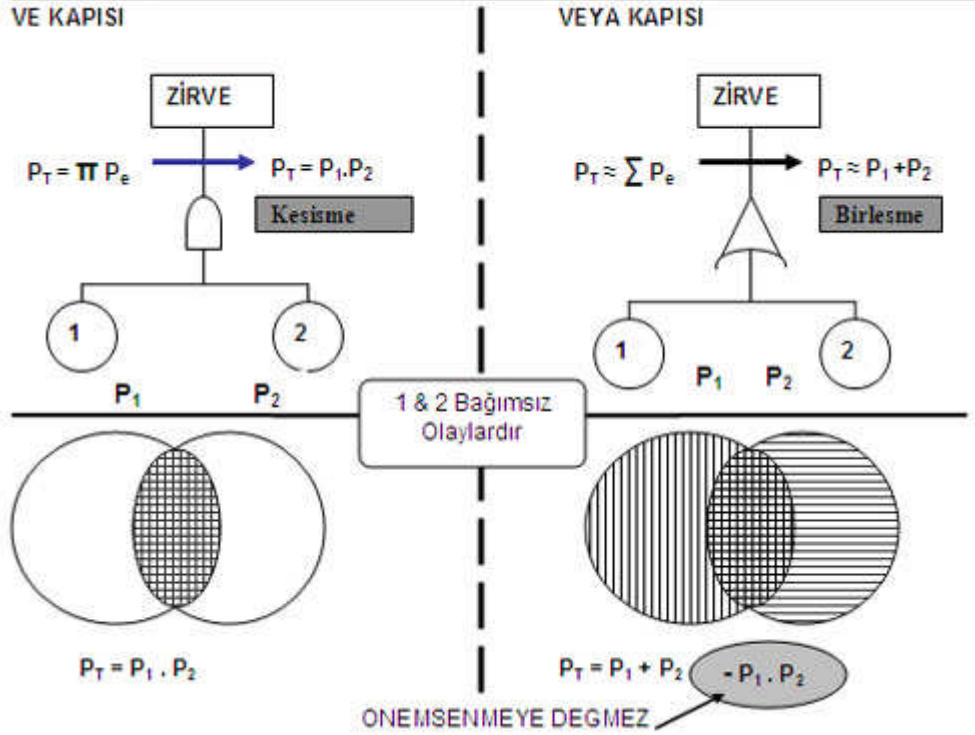 VE KAPISI
ZİRVE
P_T = π P_e
P_T = P_1.P_2
Kesisme
1
2
P_1
P_2
P_T = P_1 . P_2
VEYA KAPISI
ZİRVE
P_T ≈ ∑ P_e
P_T ≈ P_1 +P_2
Birlesme
1
2
P_1
P_2
1 & 2 Bağımsız
Olaylardır
P_T = P_1 + P_2 - P_1 . P_2
ONEMSENMEYE DEGMEZ